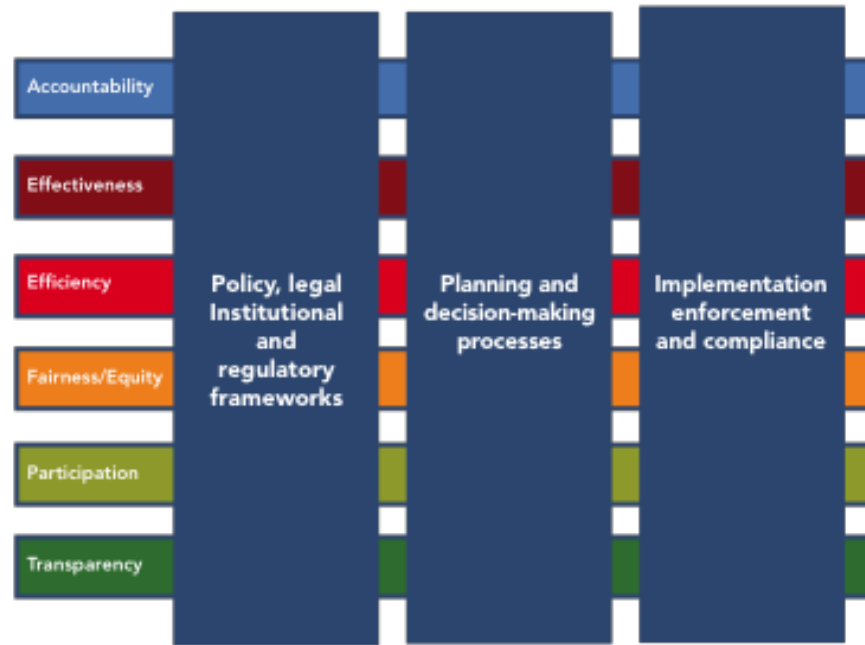 Accountability
Effectiveness
Efficiency
Fairness/Equity
Participation
Transparency
Policy, legal
Institutional
and
regulatory
frameworks
Planning and
decision-making
processes
Implementation
enforcement
and compliance